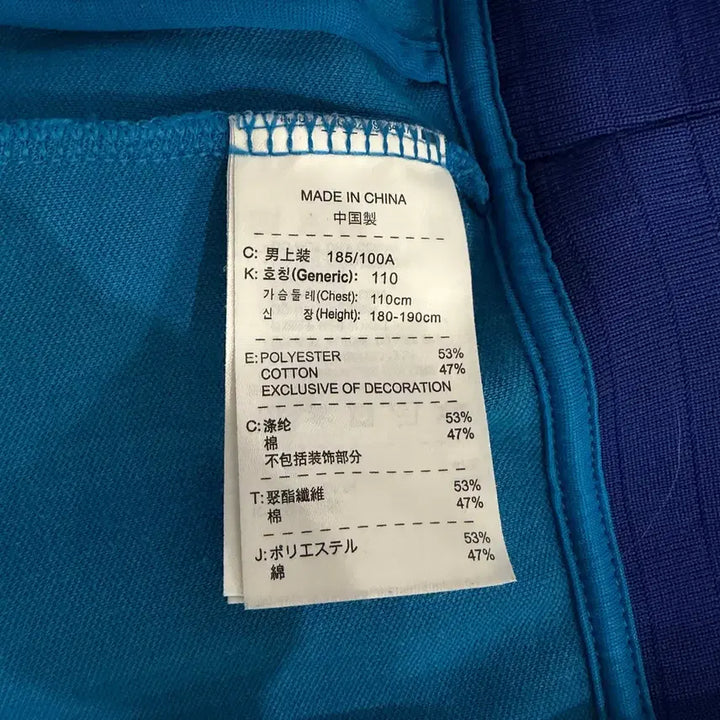 MADE IN CHINA
中国製
C: 男上装 185/100A
K: 호칭(Generic): 110
가슴둘레(Chest): 110cm
신 장(Height): 180-190cm
E: POLYESTER 53%
COTTON 47%
EXCLUSIVE OF DECORATION
C: 涤纶 53%
棉 47%
不包括装饰部分
T: 聚酯纖維 53%
棉 47%
J: ポリエステル 53%
綿 47%